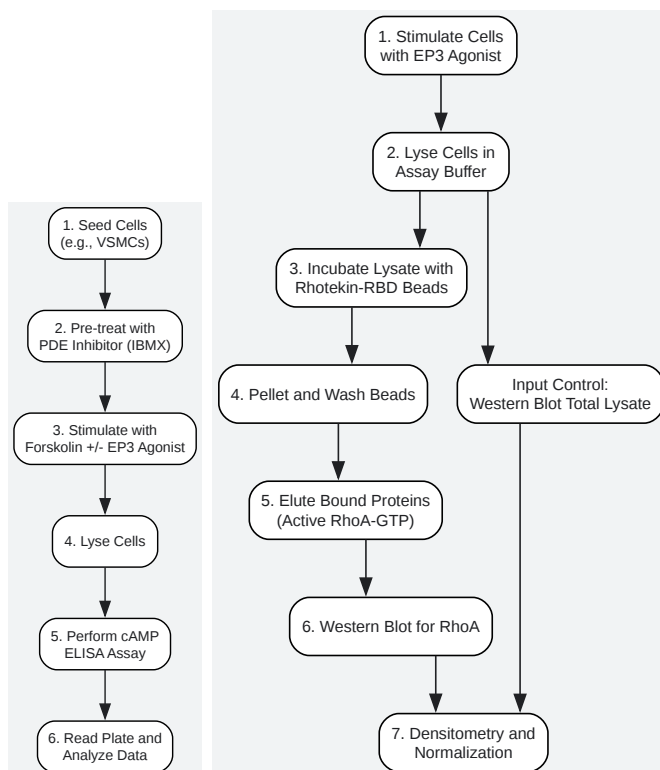 1. Seed Cells
(e.g., VSMCs)
2. Pre-treat with
PDE Inhibitor (IBMX)
3. Stimulate with
Forskolin +/- EP3 Agonist
4. Lyse Cells
5. Perform cAMP
ELISA Assay
6. Read Plate and
Analyze Data
1. Stimulate Cells
with EP3 Agonist
2. Lyse Cells in
Assay Buffer
3. Incubate Lysate with
Rhotekin-RBD Beads
4. Pellet and Wash Beads
Input Control:
Western Blot Total Lysate
5. Elute Bound Proteins
(Active RhoA-GTP)
6. Western Blot for RhoA
7. Densitometry and
Normalization